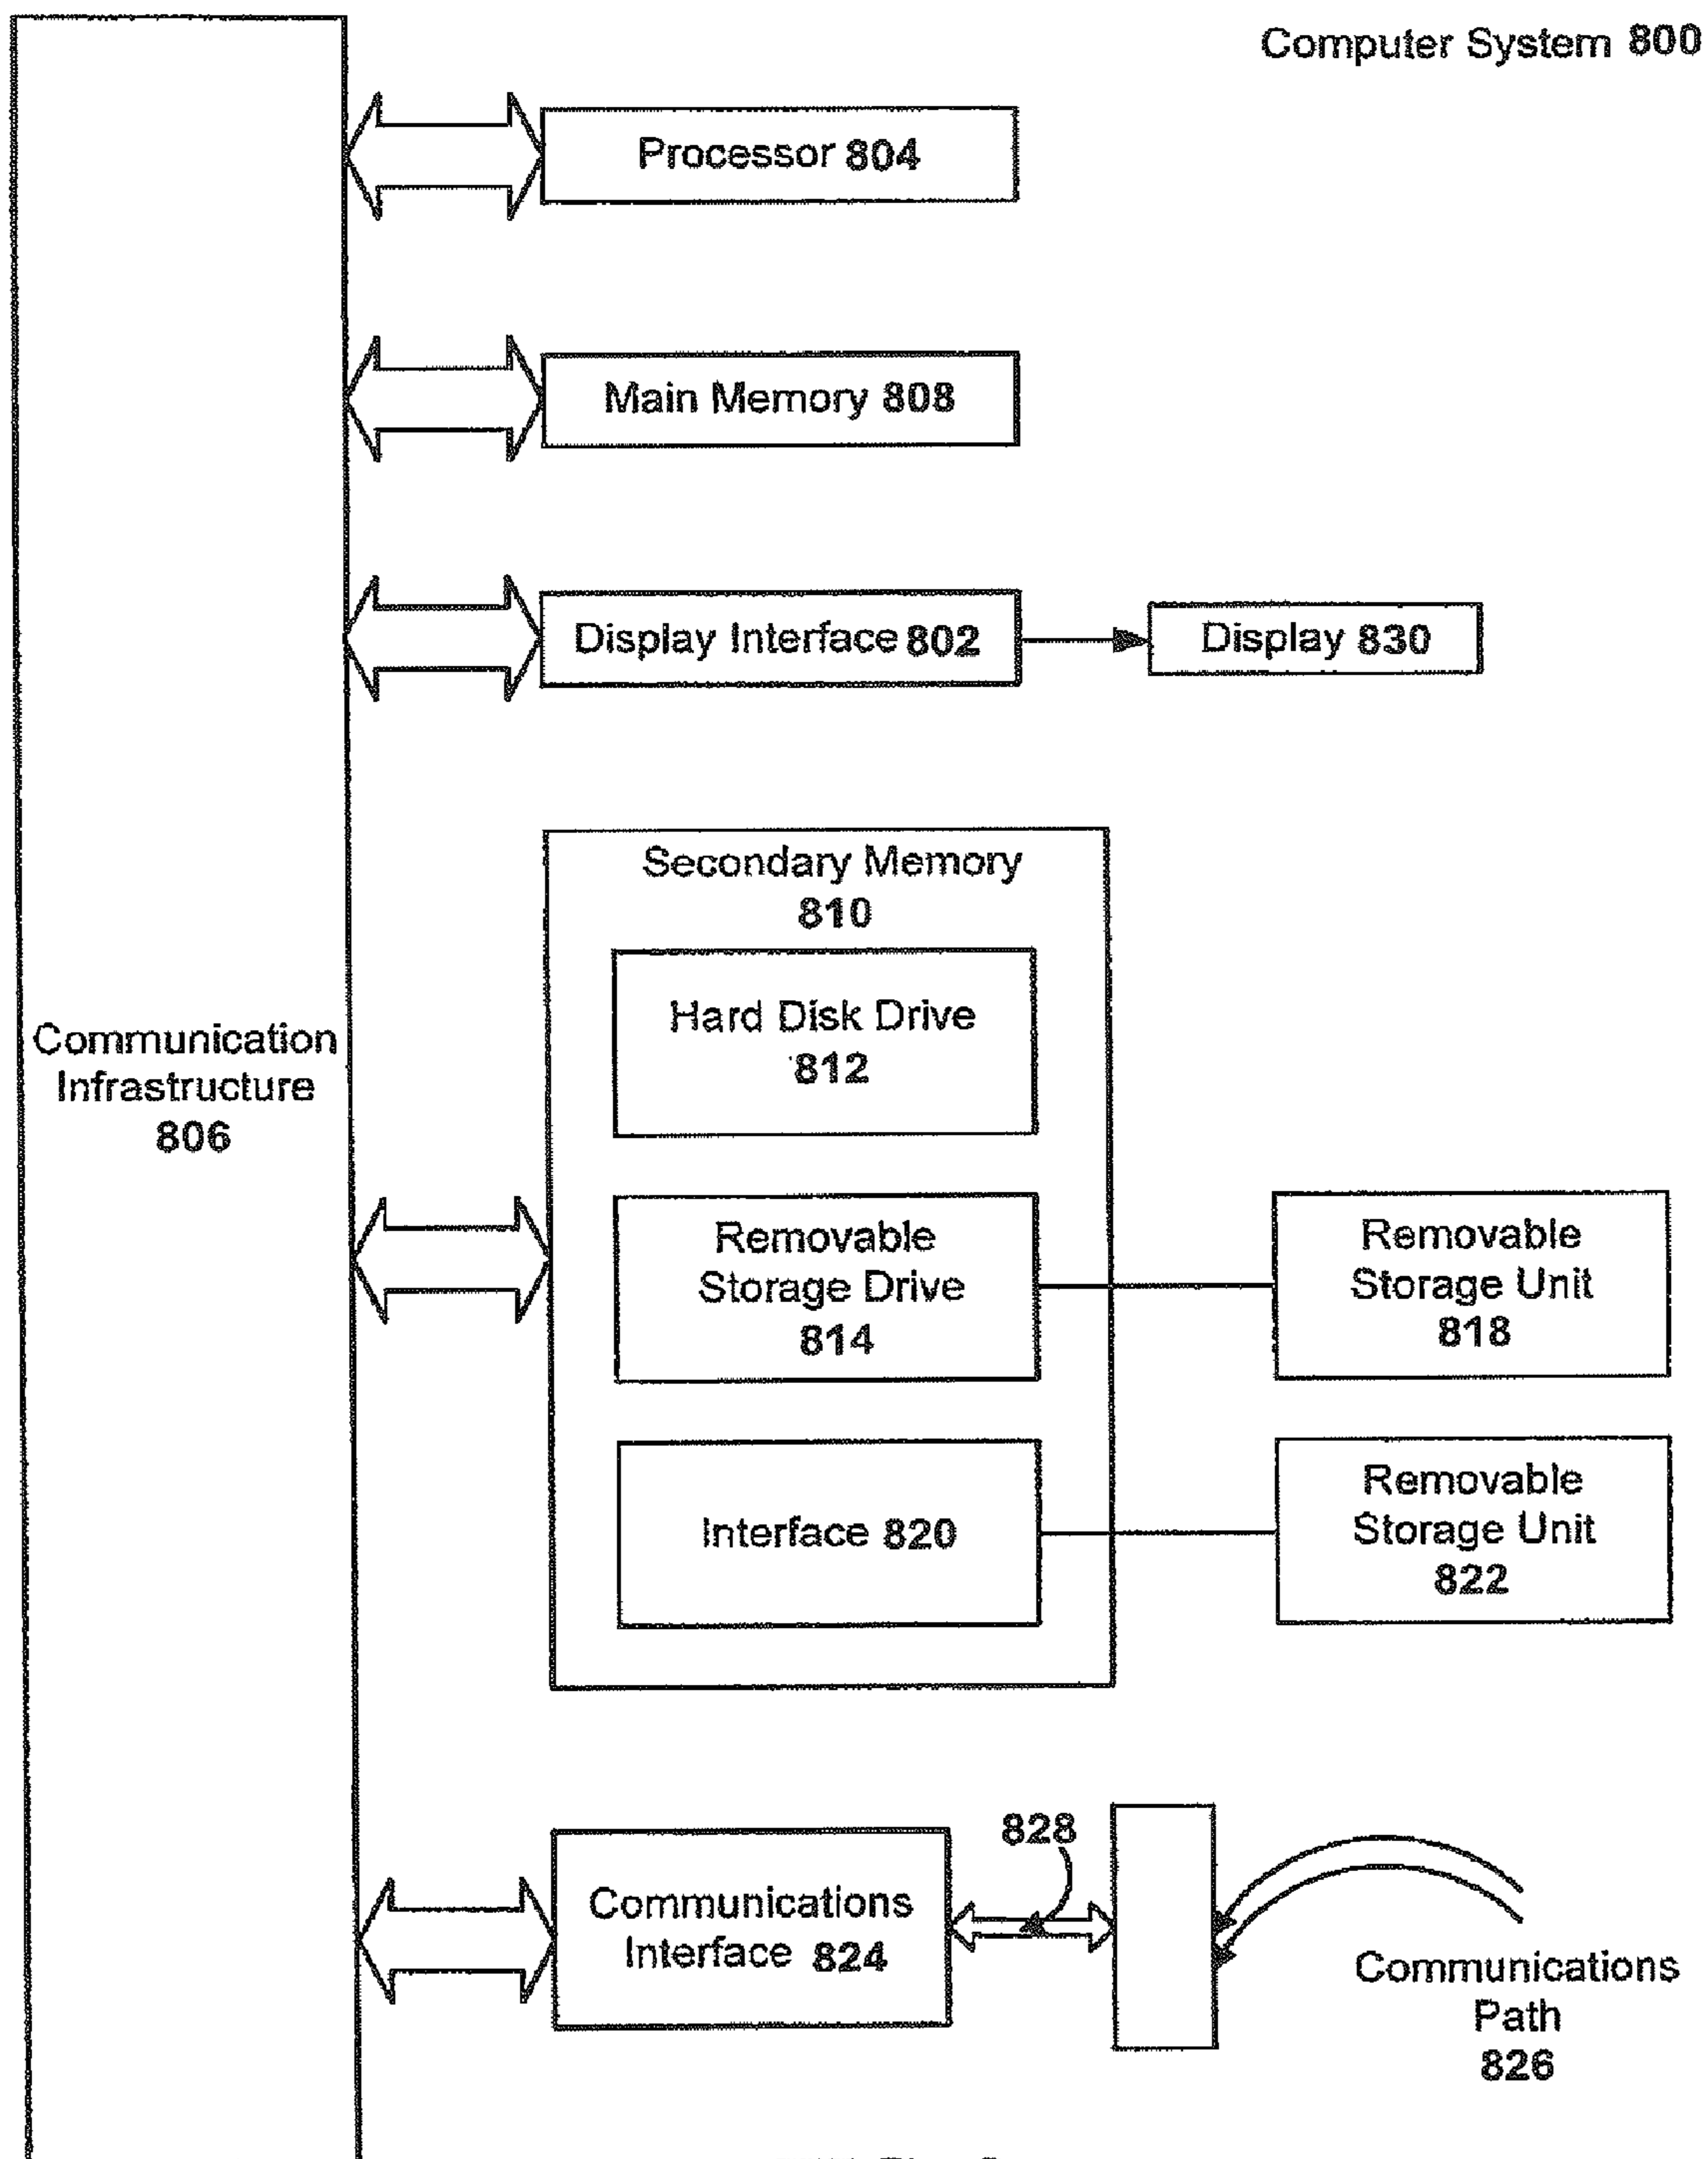 Computer System 800
Processor 804
Main Memory 808
Display Interface 802
Display 830
Secondary Memory
810
Hard Disk Drive
812
Communication
Infrastructure
806
Removable
Storage Drive
814
Removable
Storage Unit
818
Interface 820
Removable
Storage Unit
822
828
Communications
Interface 824
Communications
Path
826